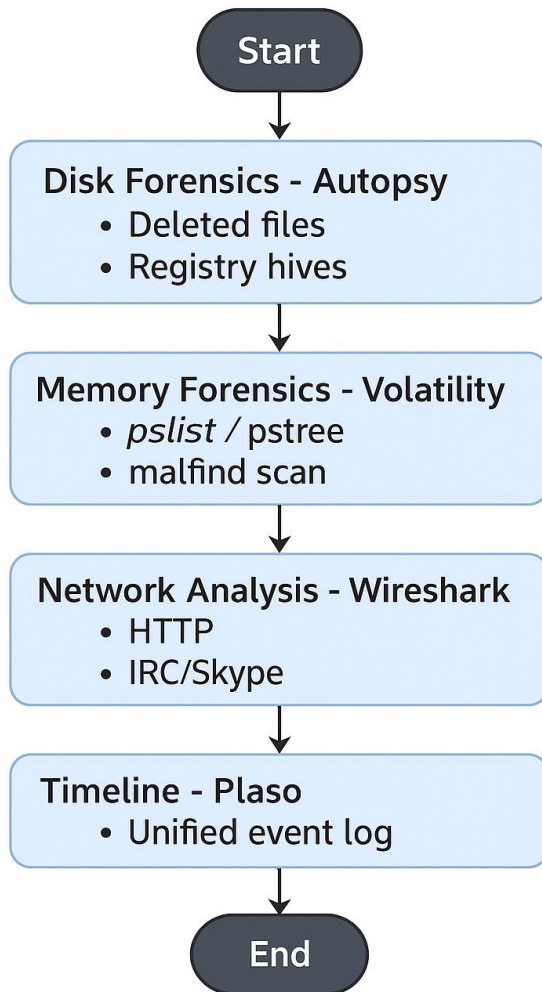 Start
Disk Forensics - Autopsy
• Deleted files
• Registry hives
Memory Forensics - Volatility
• pslist / pstree
• malfind scan
Network Analysis - Wireshark
• HTTP
• IRC/Skype
Timeline - Plaso
• Unified event log
End